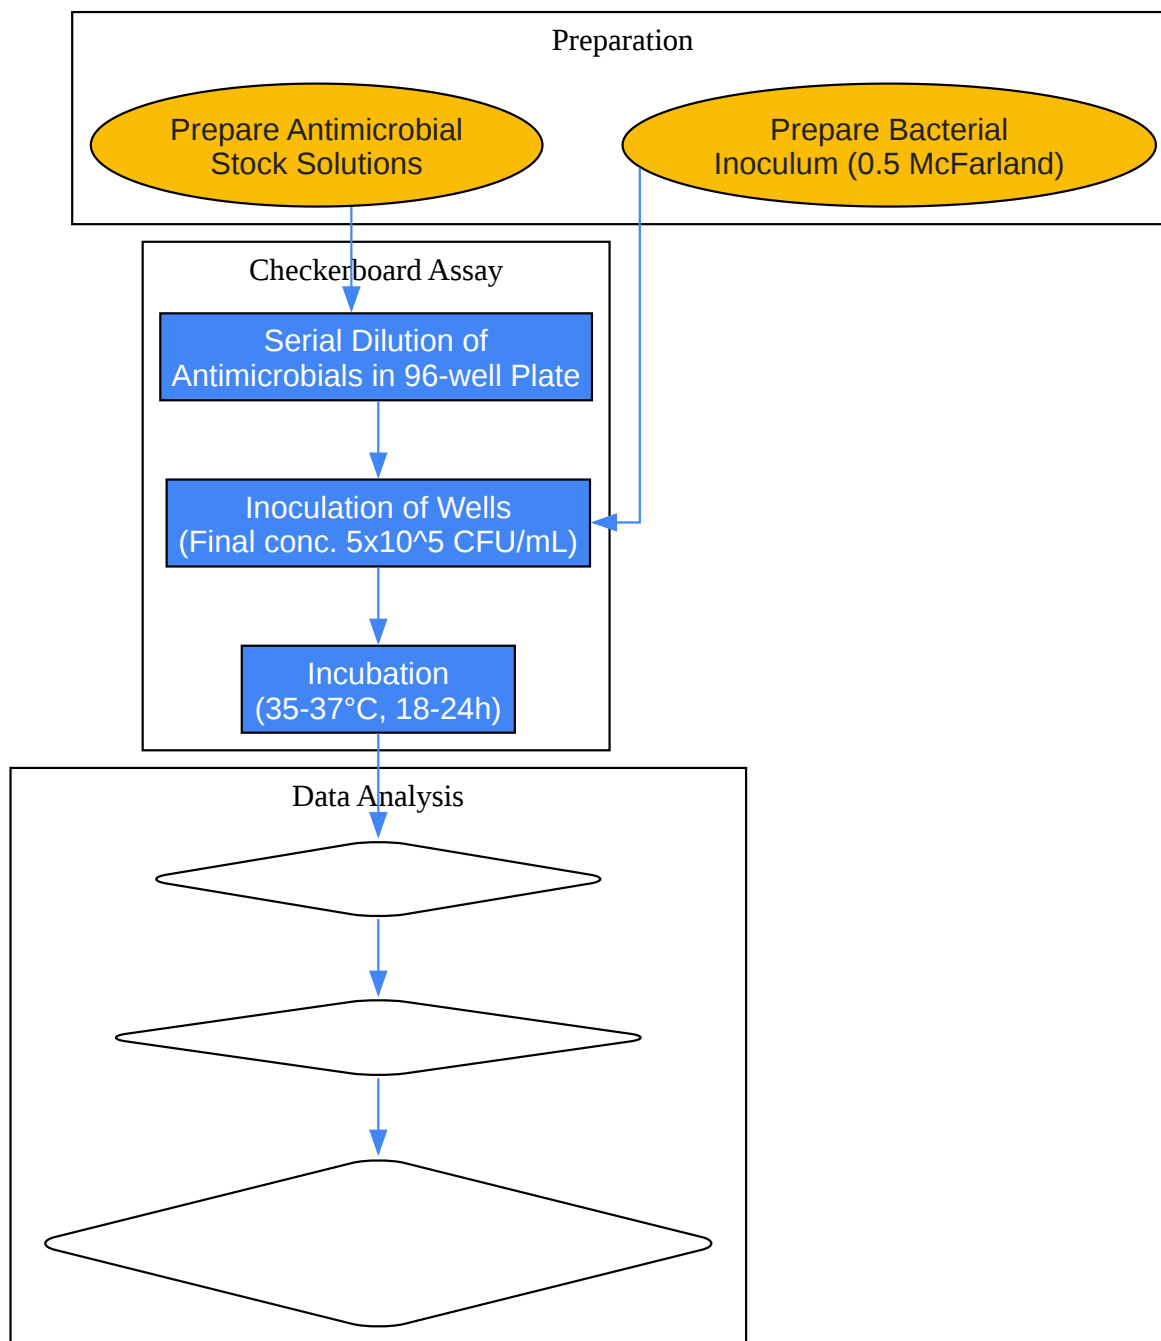 Preparation
Prepare Antimicrobial
Stock Solutions
Prepare Bacterial
Inoculum (0.5 McFarland)
Checkerboard Assay
Serial Dilution of
Antimicrobials in 96-well Plate
Inoculation of Wells
(Final conc. 5x10^5 CFU/mL)
Incubation
(35-37°C, 18-24h)
Data Analysis